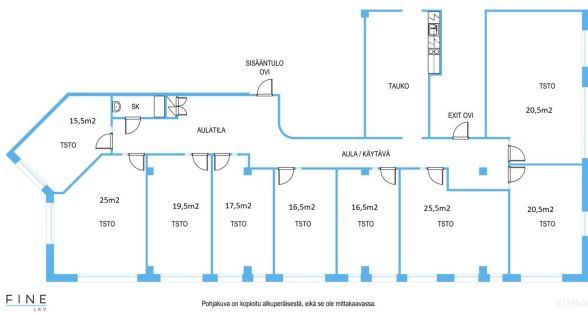 SISÄÄNTULO
OVI
TAUKO
TSTO
20,5m2
15,5m2
TSTO
SK
AULATILA
EXIT OVI
AULA / KÄYTÄVÄ
25m2
TSTO
19,5m2
TSTO
17,5m2
TSTO
16,5m2
TSTO
16,5m2
TSTO
25,5m2
TSTO
20,5m2
TSTO
FINE
LKV
Pohjakuva on kopioitu alkuperäisestä, eikä se ole mittakaavassa.